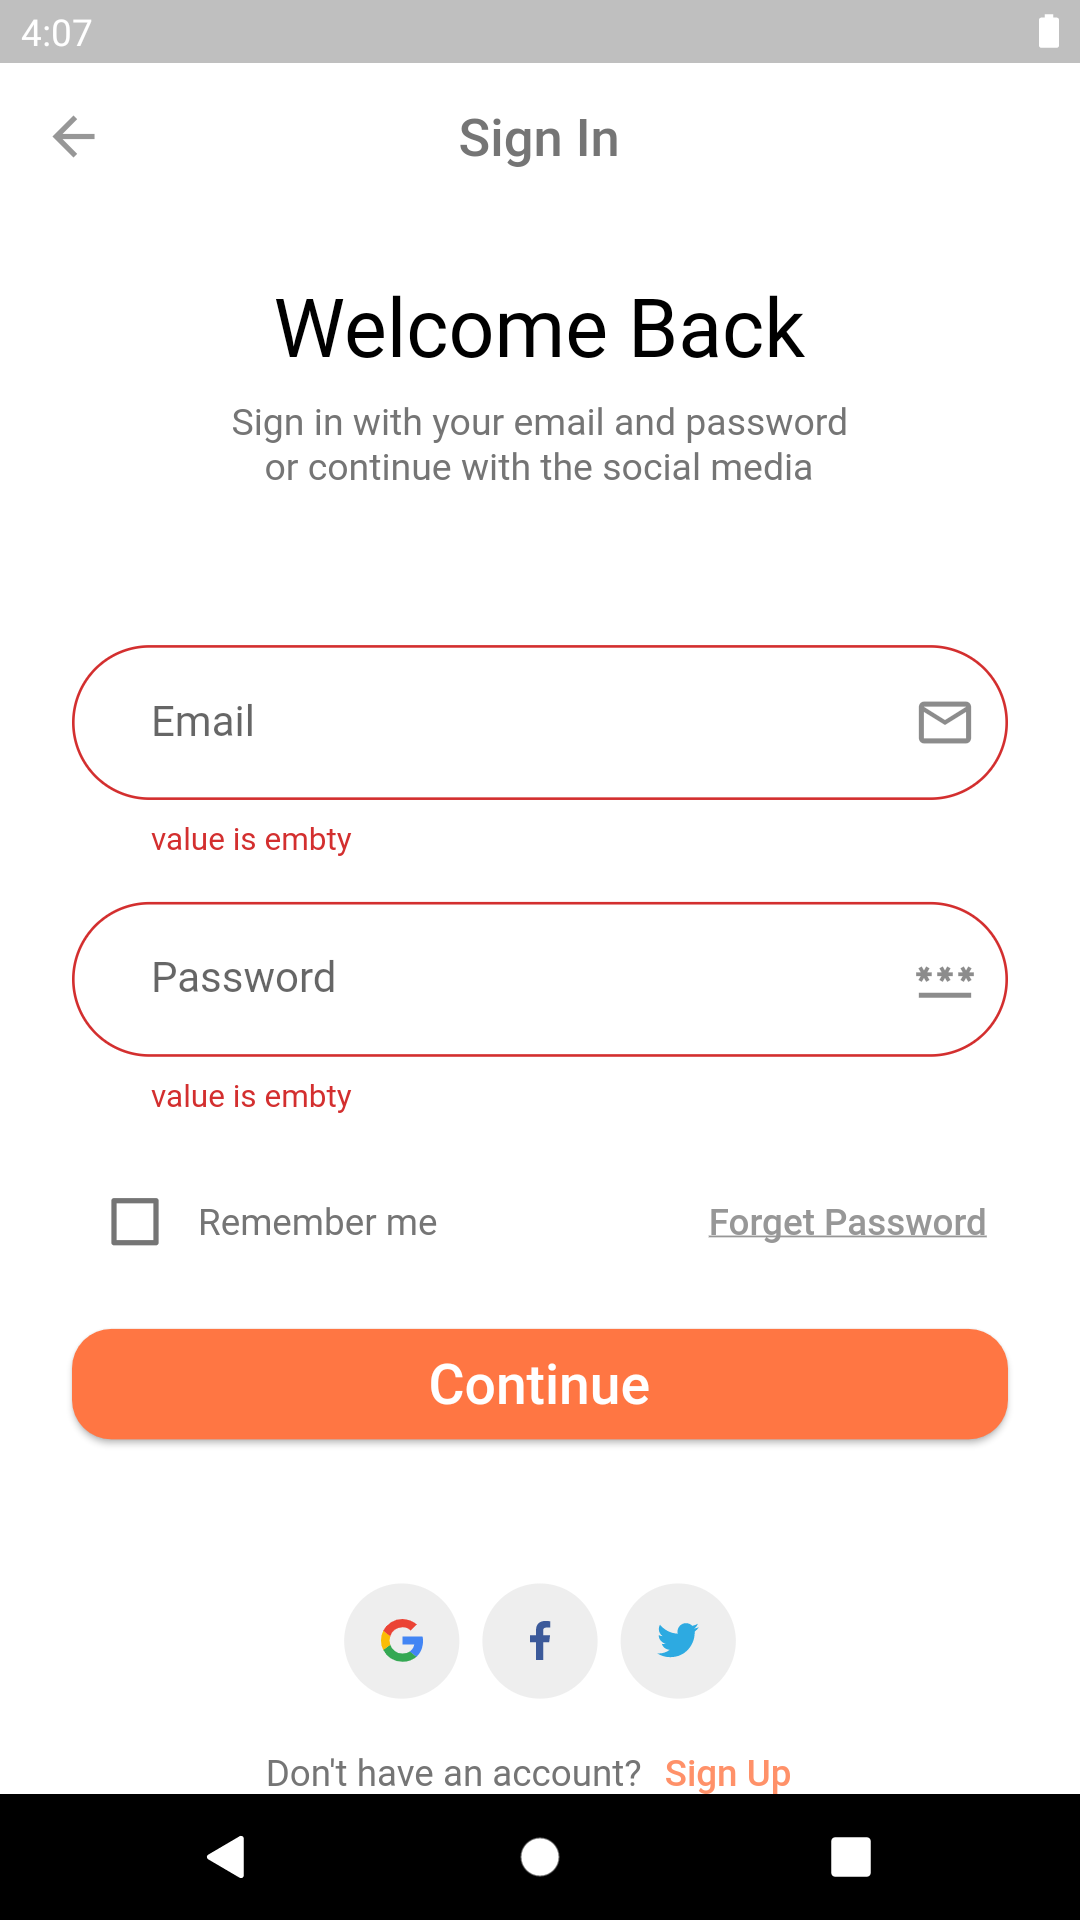 4:07
Sign In
Welcome Back
Sign in with your email and password
or continue with the social media
Email
value is embty
Password
***
value is embty
Remember me
Forget Password
Continue
Don't have an account? Sign Up